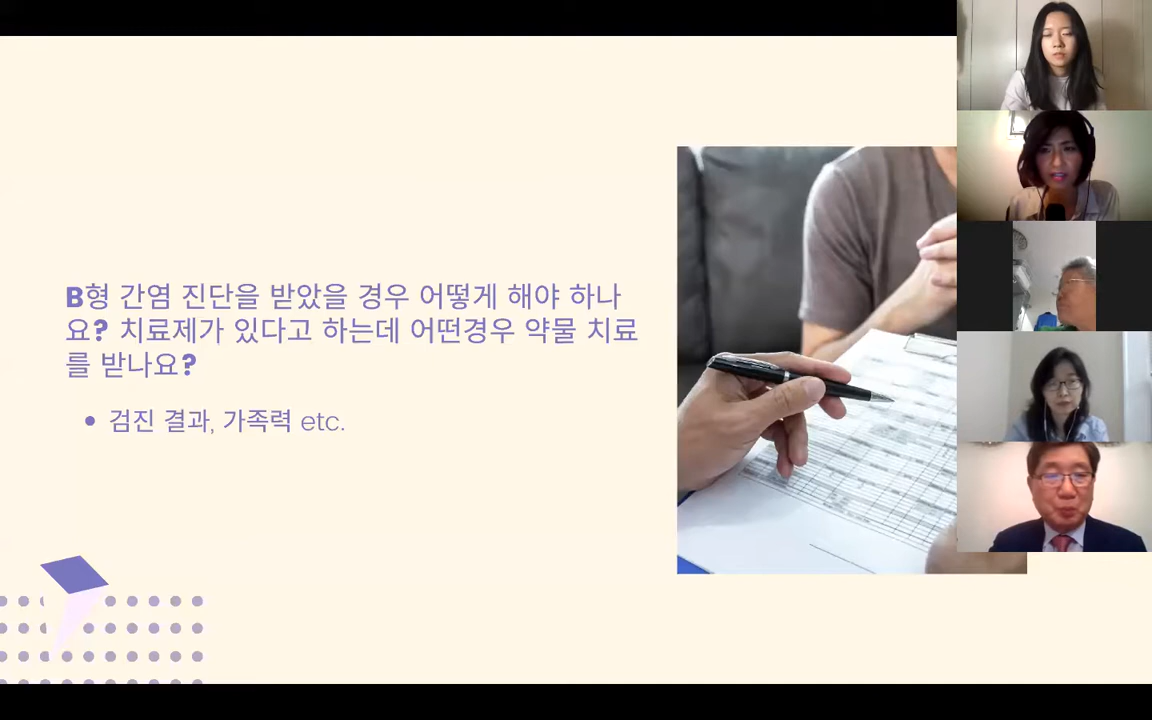 B형 간염 진단을 받았을 경우 어떻게 해야 하나
요? 치료제가 있다고 하는데 어떤경우 약물 치료
를 받나요?
• 검진 결과, 가족력 etc.